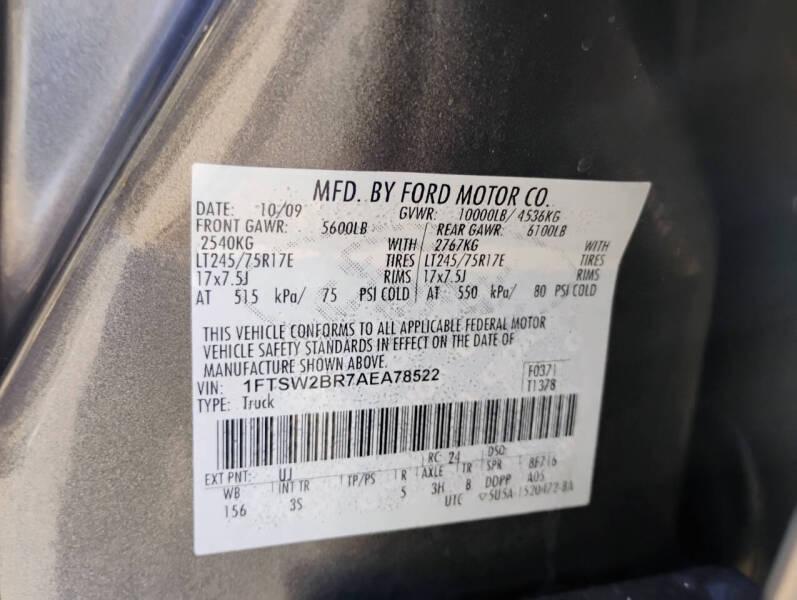 MFD. BY FORD MOTOR CO.
DATE: 10/09 GVWR: 10000LB/ 4536KG
FRONT GAWR: 5600LB REAR GAWR: 6100LB
2540KG WITH 2767KG WITH
LT245/75R17E TIRES LT245/75R17E TIRES
17x7.5J RIMS 17x7.5J RIMS
AT 515 kPa/ 75 PSI COLD AT 550 kPa/ 80 PSI COLD
THIS VEHICLE CONFORMS TO ALL APPLICABLE FEDERAL MOTOR
VEHICLE SAFETY STANDARDS IN EFFECT ON THE DATE OF
MANUFACTURE SHOWN ABOVE.
VIN: 1FTSW2BR7AEA78522 F0371
TYPE: Truck T1378
EXT PNT: UJ RC: 24 DSO:
WB INT TR TP/PS R AXLE TR SPR 8F716
156 3S 5 3H B DDPP A05
UTC